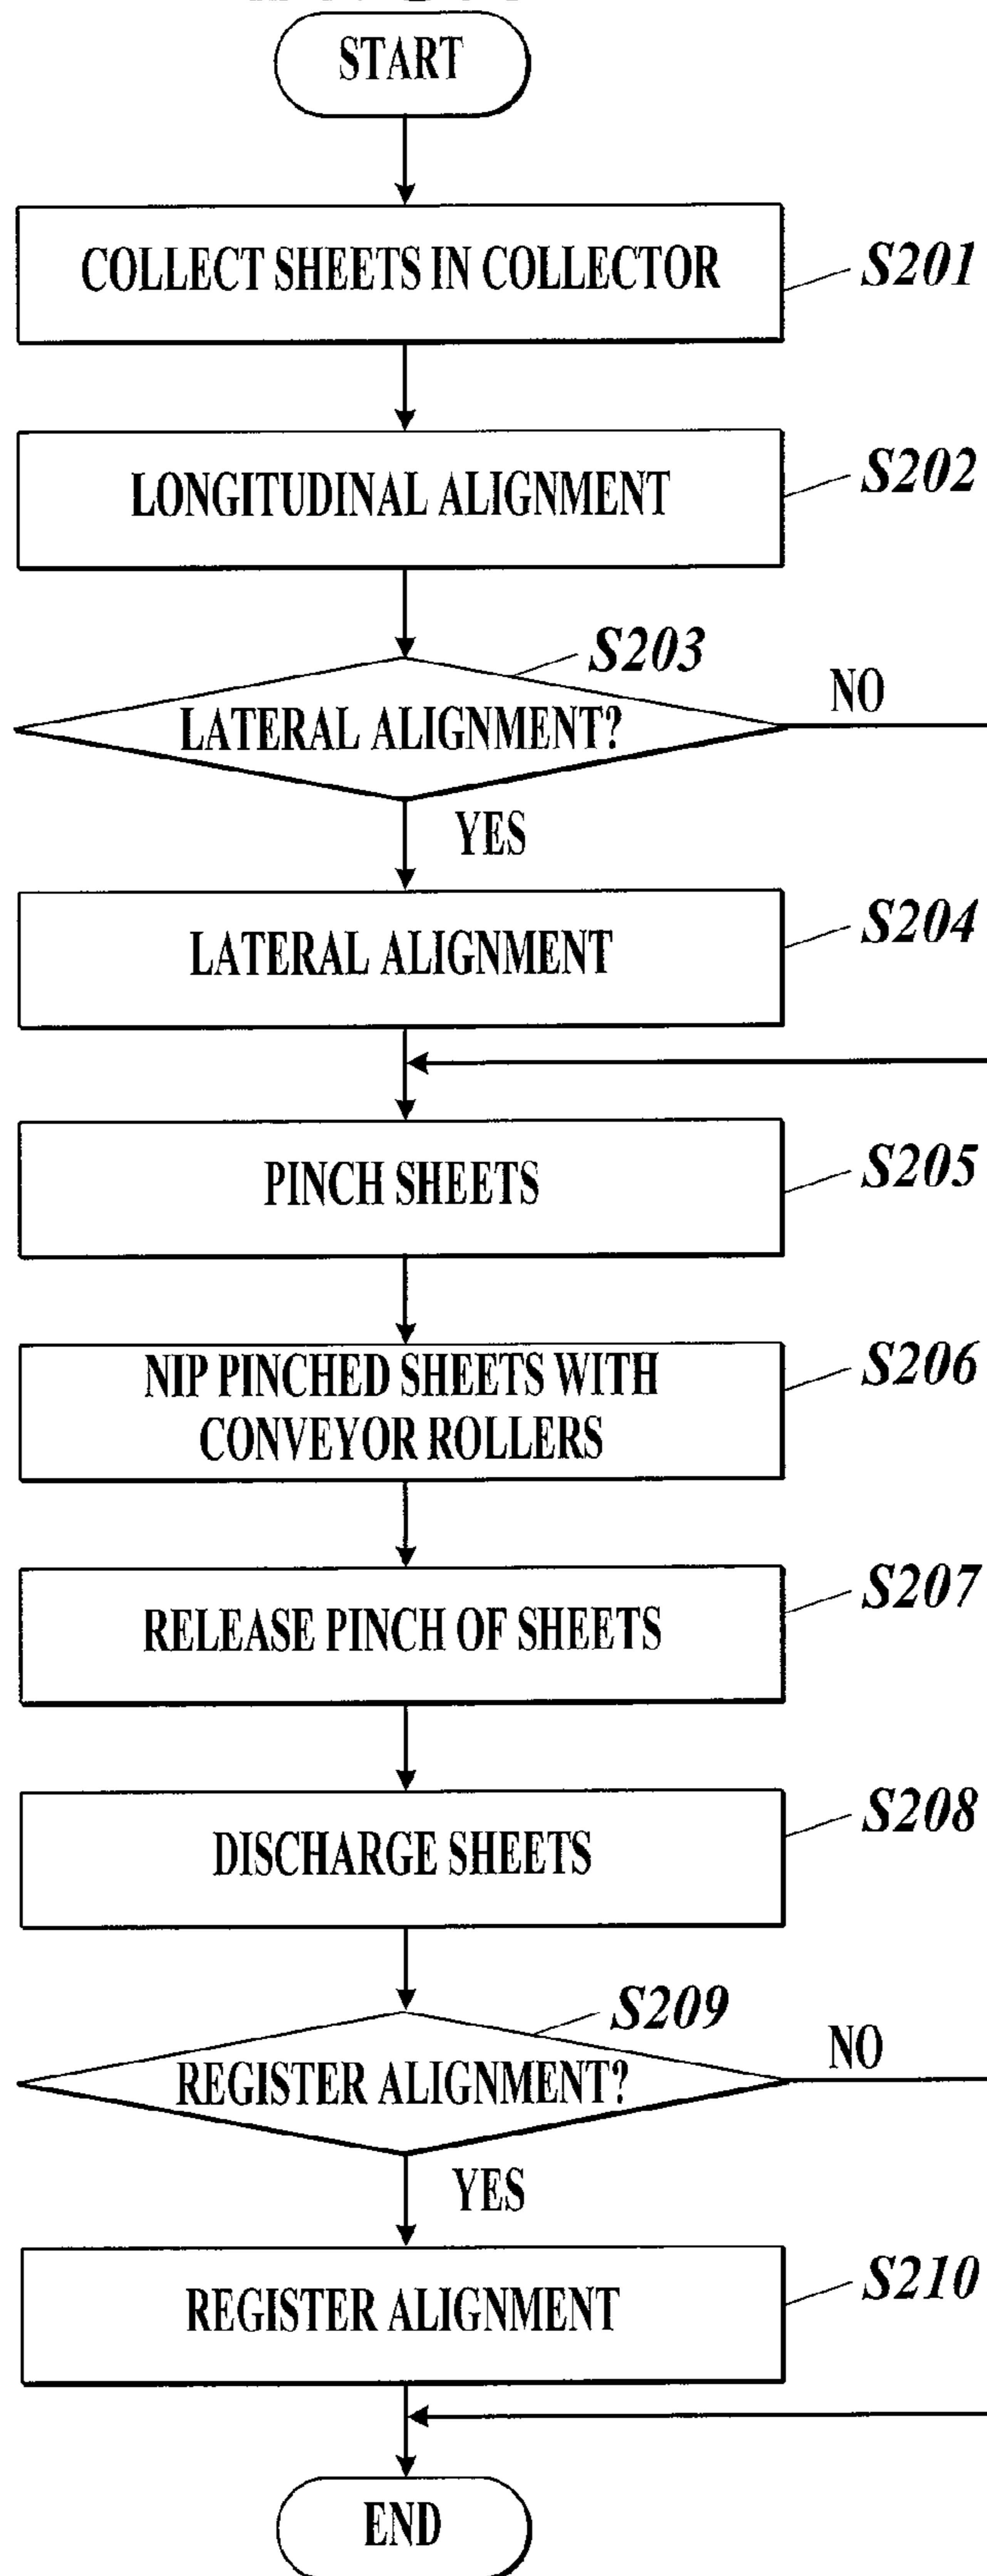 START
COLLECT SHEETS IN COLLECTOR
S201
LONGITUDINAL ALIGNMENT
S202
S203
LATERAL ALIGNMENT?
NO
YES
LATERAL ALIGNMENT
S204
PINCH SHEETS
S205
NIP PINCHED SHEETS WITH
CONVEYOR ROLLERS
S206
RELEASE PINCH OF SHEETS
S207
DISCHARGE SHEETS
S208
S209
REGISTER ALIGNMENT?
NO
YES
REGISTER ALIGNMENT
S210
END